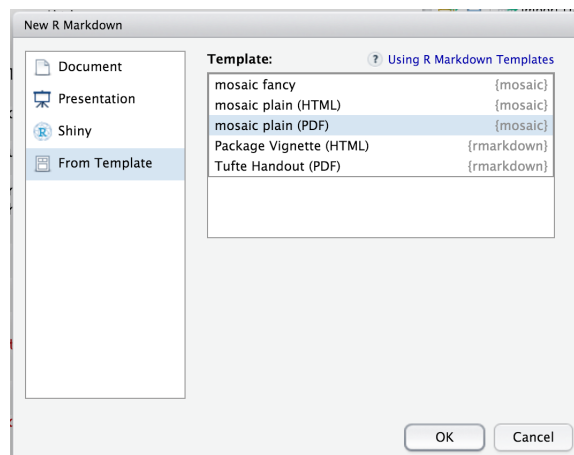 New R Markdown
Document
Presentation
Shiny
From Template
Template:
Using R Markdown Templates
mosaic fancy {mosaic}
mosaic plain (HTML) {mosaic}
mosaic plain (PDF) {mosaic}
Package Vignette (HTML) {rmarkdown}
Tufte Handout (PDF) {rmarkdown}
OK
Cancel